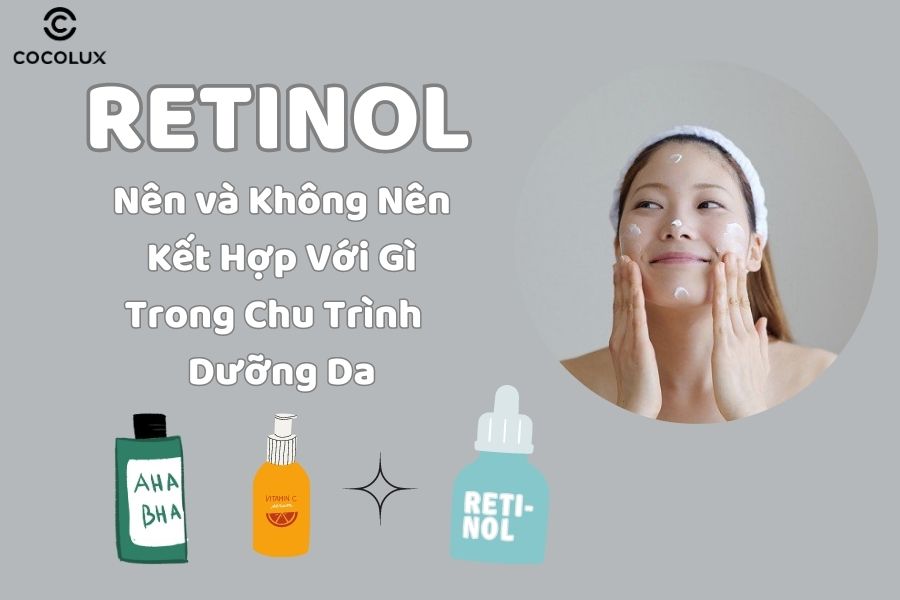 COCOLUX
RETINOL
Nên và Không Nên
Kết Hợp Với Gì
Trong Chu Trình
Dưỡng Da
AHA
BHA
VITAMIN C
serum
RETI-
NOL